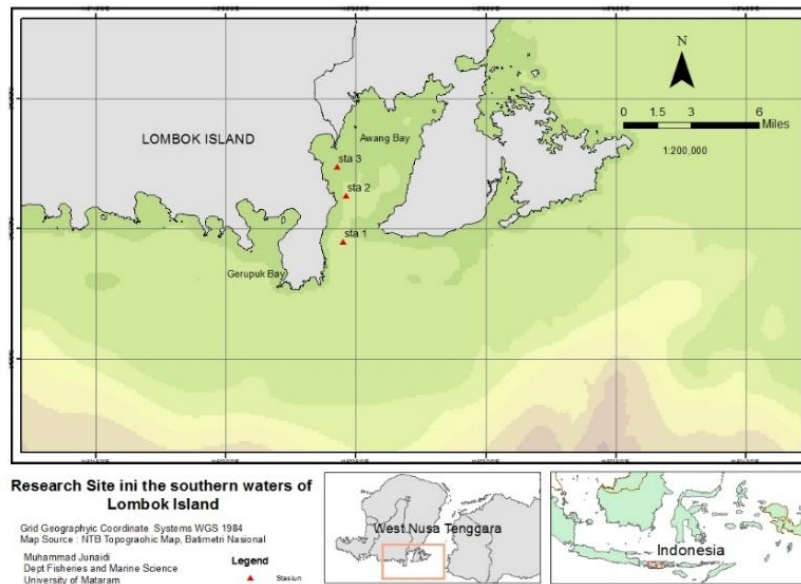 N
0 1.5 3 6
Miles
1:200,000
LOMBOK ISLAND
Awang Bay
sta 3
sta 2
sta 1
Gerupuk Bay
Research Site ini the southern waters of
Lombok Island
Grid Geographyic Coordinate Systems WGS 1984
Map Source : NTB Topograohic Map, Batimetri Nasional
Muhammad Junaidi
Dept Fisheries and Marine Science
University of Mataram
Legend
Stasiun
West Nusa Tenggara
Indonesia